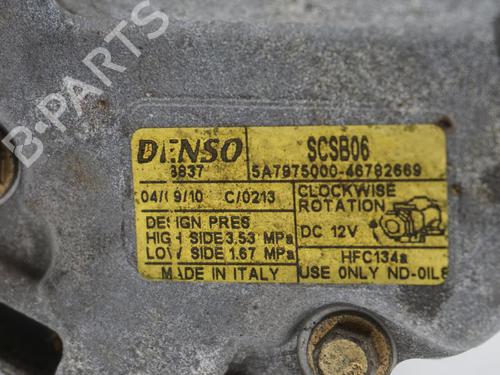 B-PARTS
DENSO SCSB06
8837 5A7975000-46782669
04/09/10 C/0213 CLOCKWISE
ROTATION
DESIGN PRES
HIGH SIDE 3.53 MPa DC 12V
LOW SIDE 1.67 MPa HFC134a
MADE IN ITALY USE ONLY ND-OIL8